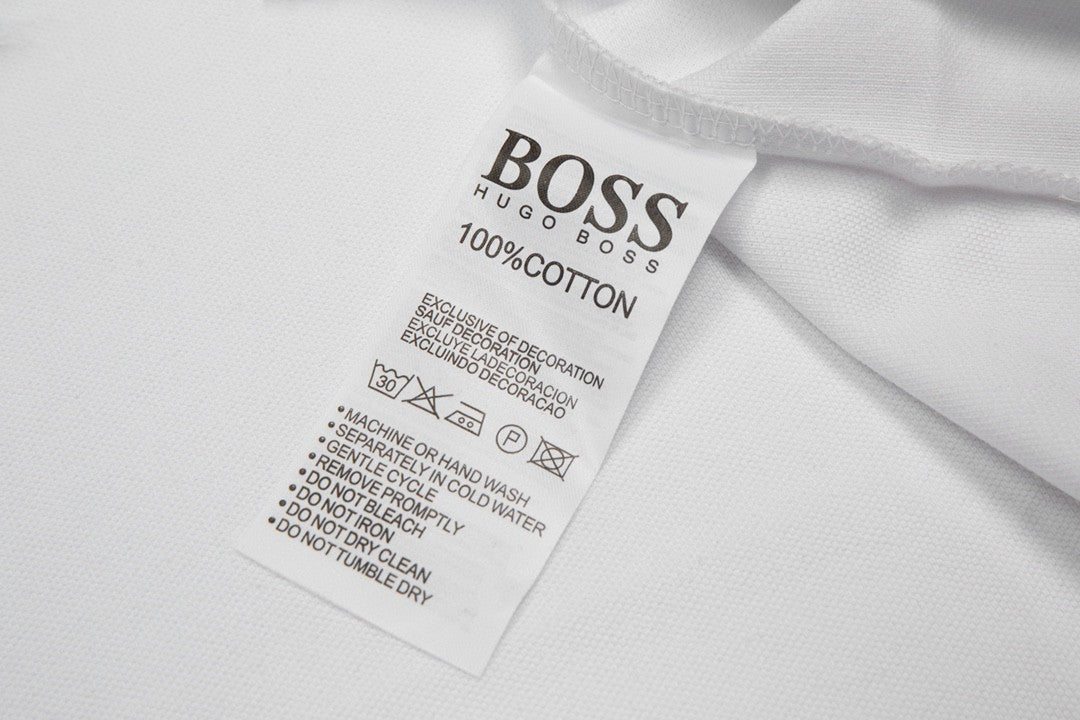 BOSS
HUGO BOSS
100%COTTON
EXCLUSIVE OF DECORATION
SAUF DECORATION
EXCLUYE LADECORACION
EXCLUINDO DECORACAO
30
P
•MACHINE OR HAND WASH
•SEPARATELY IN COLD WATER
•GENTLE CYCLE
•REMOVE PROMPTLY
•DO NOT BLEACH
•DO NOT IRON
•DO NOT DRY CLEAN
•DO NOT TUMBLE DRY